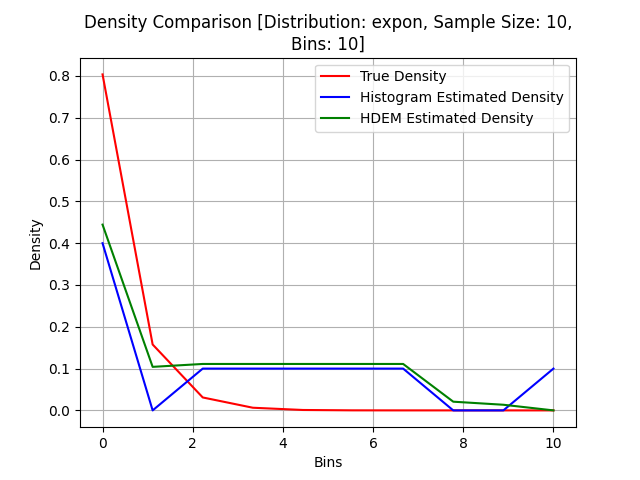 Density Comparison [Distribution: expon, Sample Size: 10,
Bins: 10]
True Density
Histogram Estimated Density
HDEM Estimated Density
0.8
0.7
0.6
0.5
0.4
0.3
0.2
0.1
0.0
Density
0 2 4 6 8 10
Bins